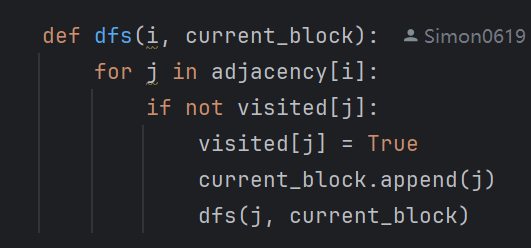 def dfs(i, current_block): Simon0619
    for j in adjacency[i]:
        if not visited[j]:
            visited[j] = True
            current_block.append(j)
            dfs(j, current_block)